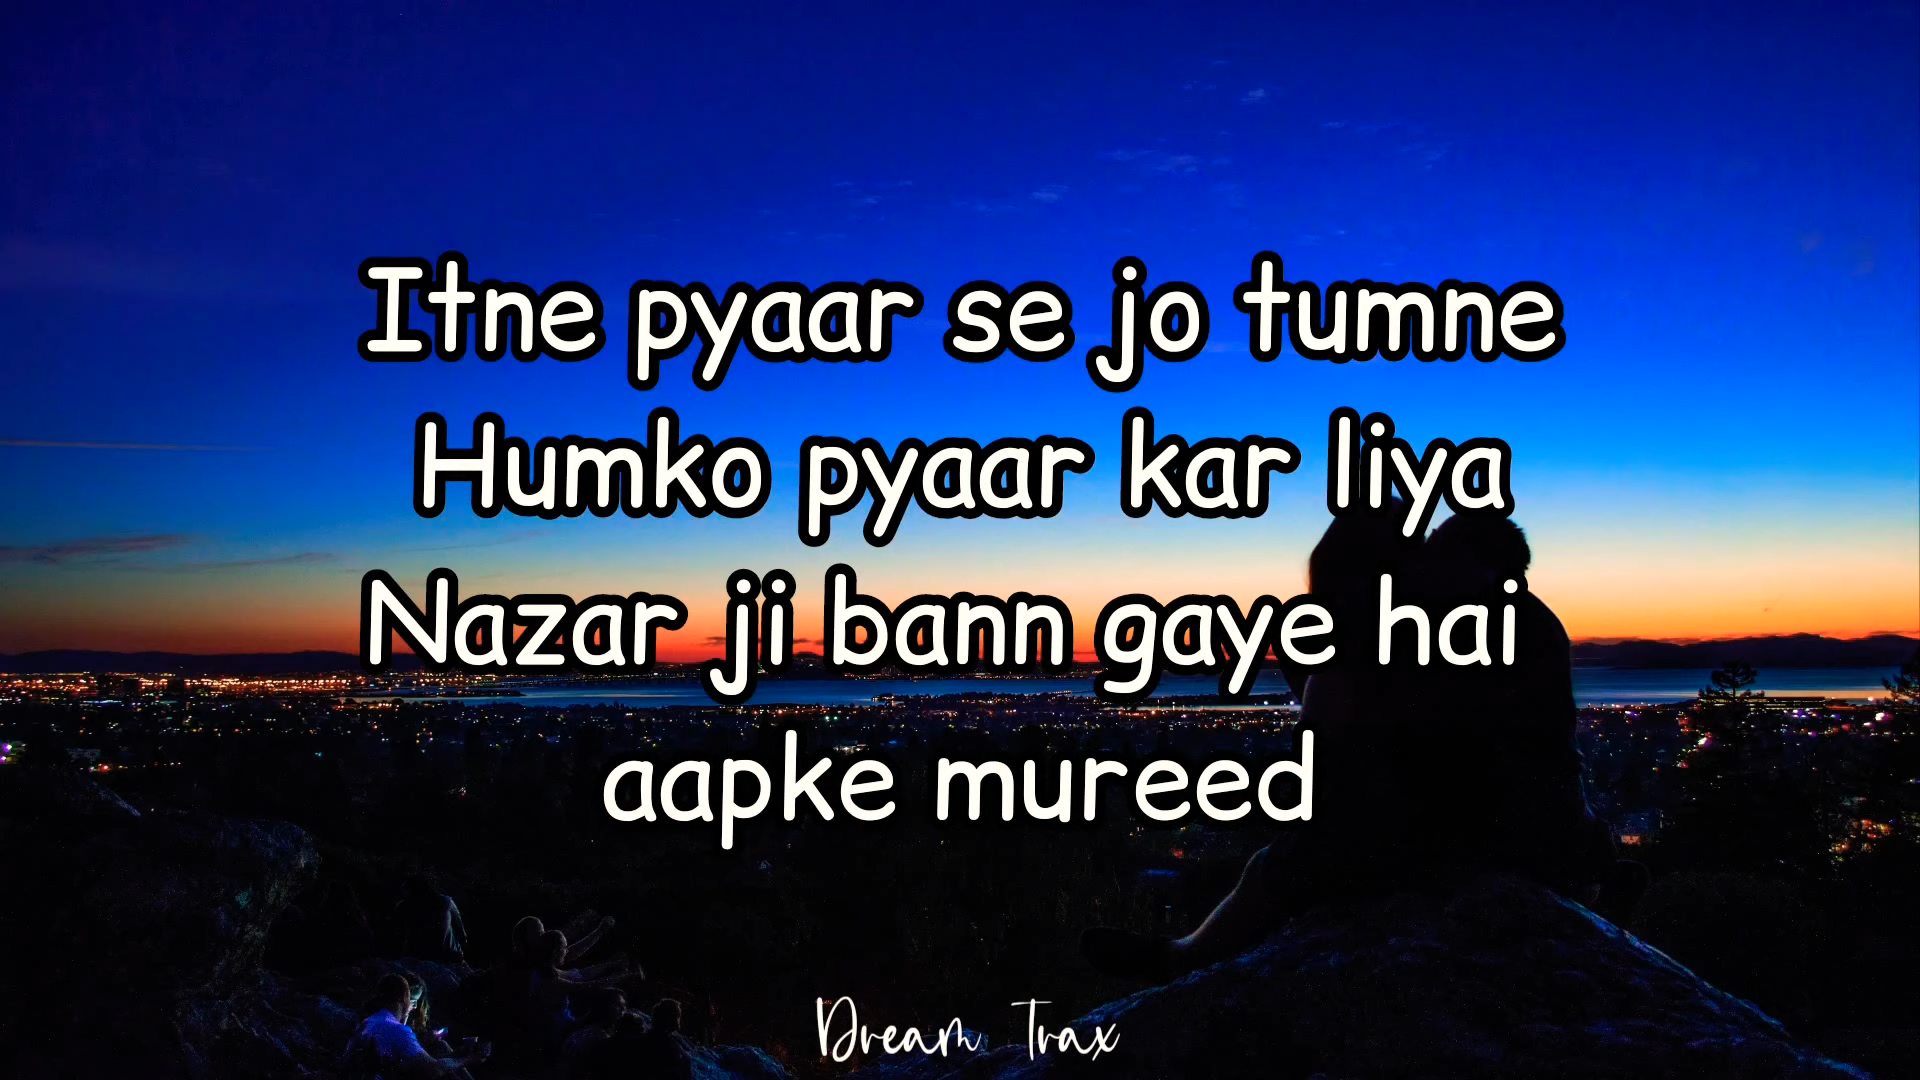 Itne pyaar se jo tumne
Humko pyaar kar liya
Nazar ji bann gaye hai
aapke mureed
Dream Trax